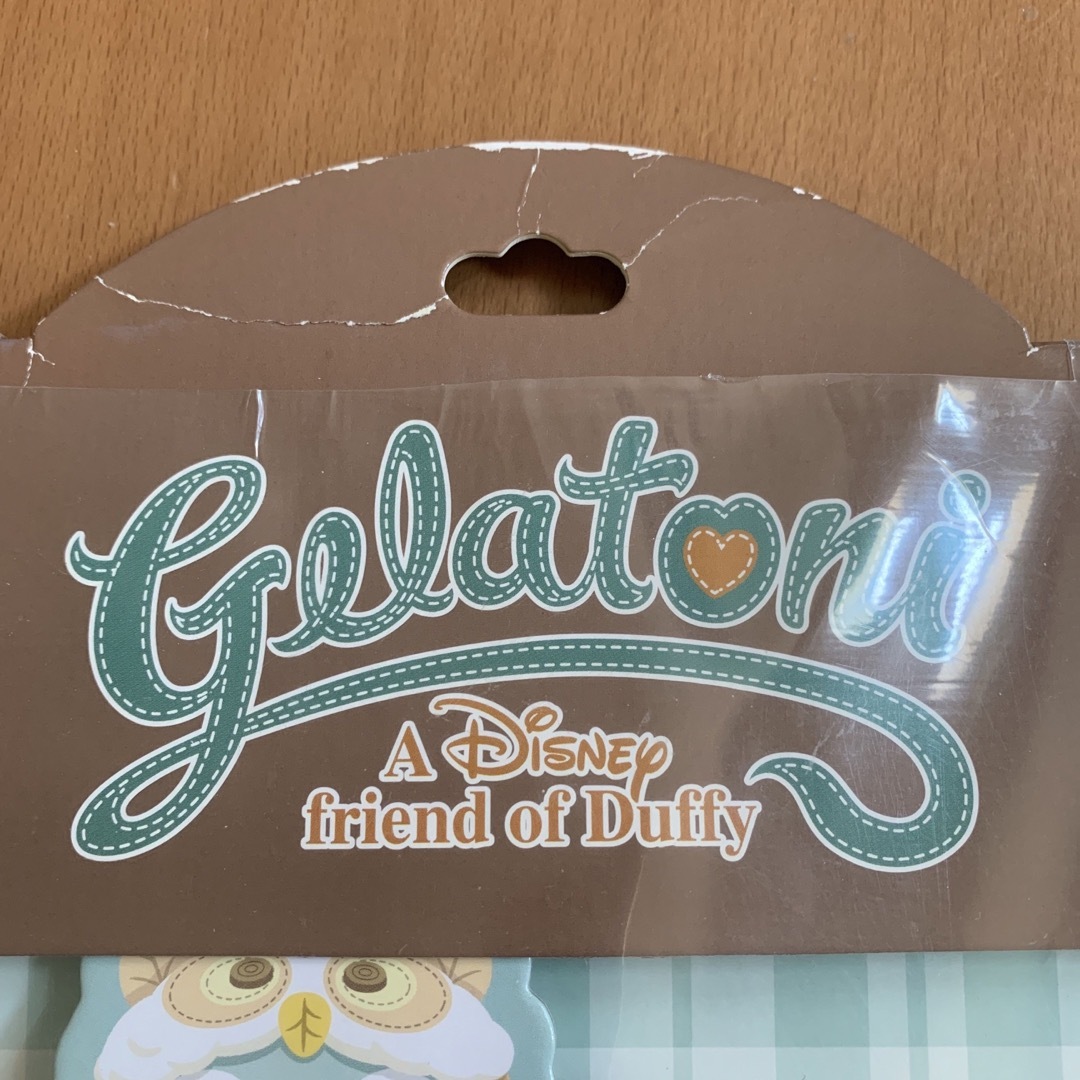 Gelatoni
A Disney
friend of Duffy